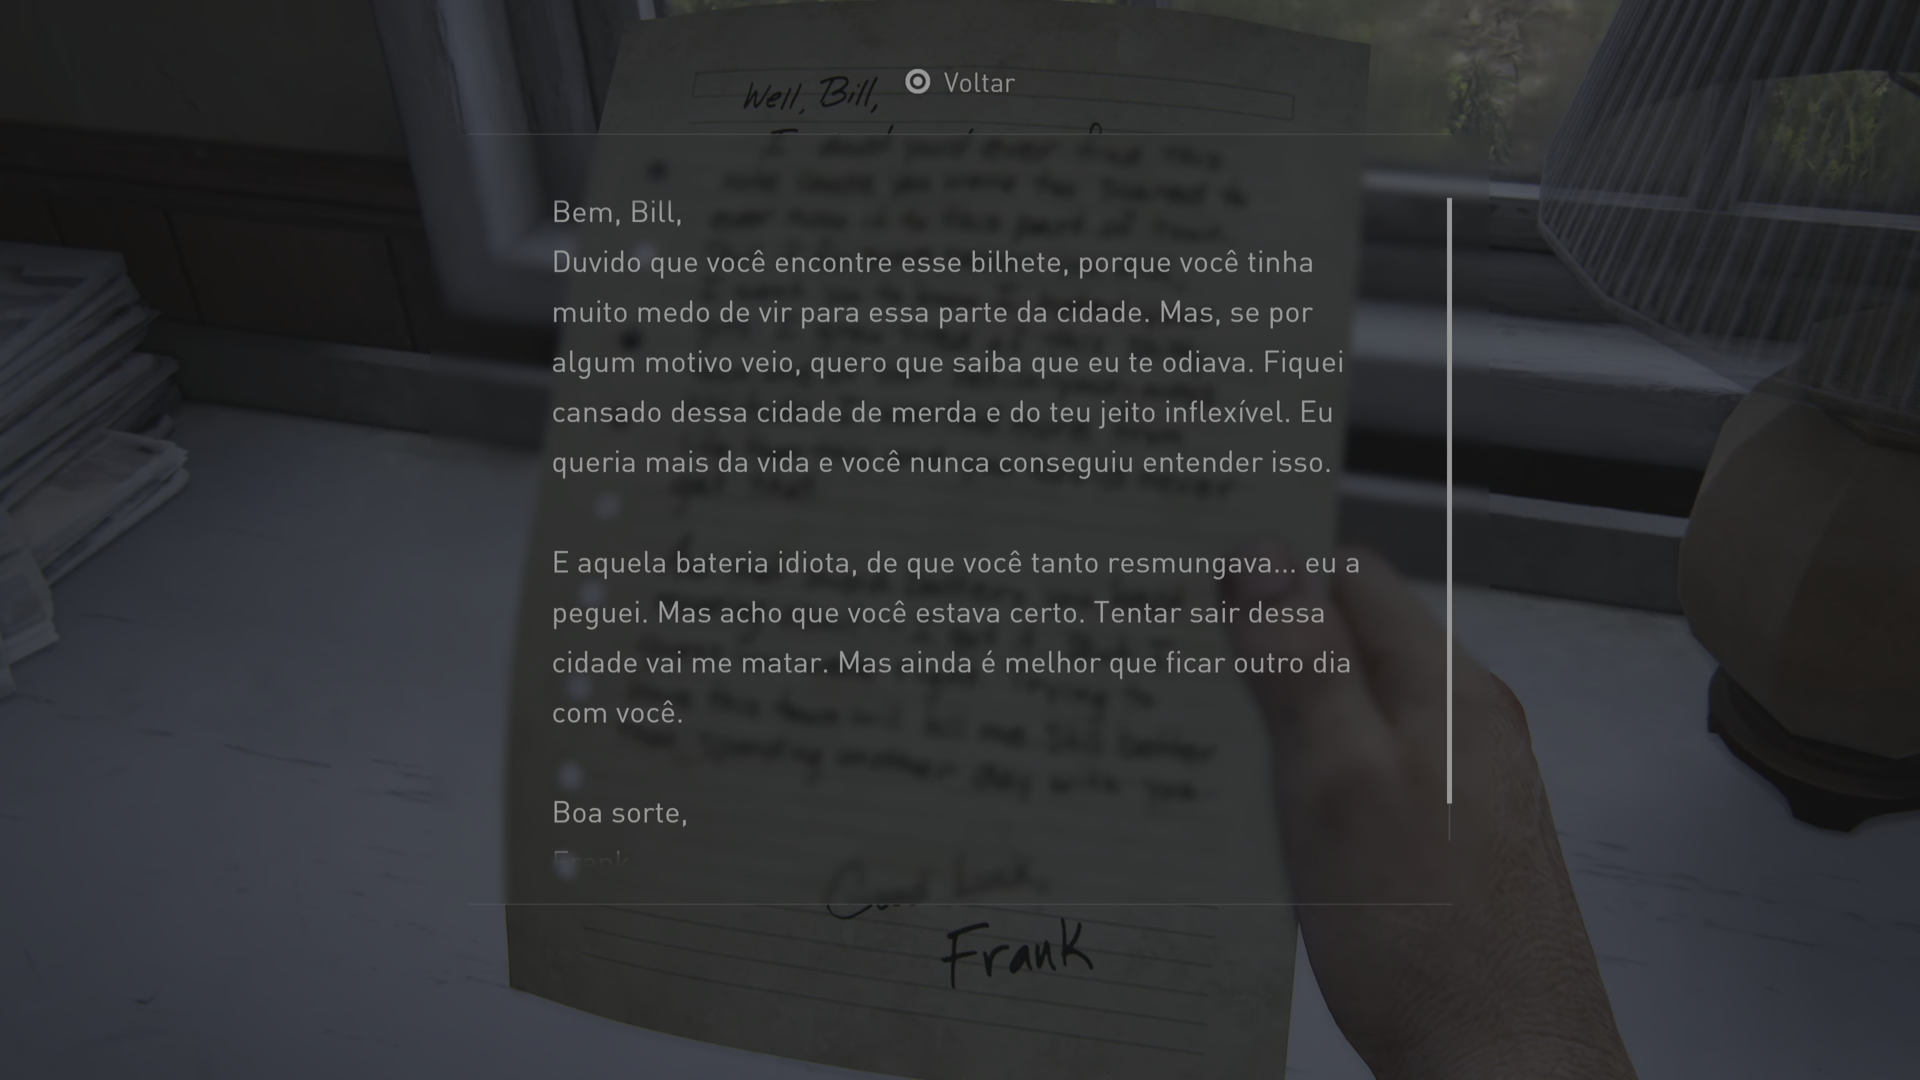 Well, Bill,
Voltar
Bem, Bill,
Duvido que você encontre esse bilhete, porque você tinha
muito medo de vir para essa parte da cidade. Mas, se por
algum motivo veio, quero que saiba que eu te odiava. Fiquei
cansado dessa cidade de merda e do teu jeito inflexível. Eu
queria mais da vida e você nunca conseguiu entender isso.
E aquela bateria idiota, de que você tanto resmungava... eu a
peguei. Mas acho que você estava certo. Tentar sair dessa
cidade vai me matar. Mas ainda é melhor que ficar outro dia
com você.
Boa sorte,
Frank
Good Luck,
Frank